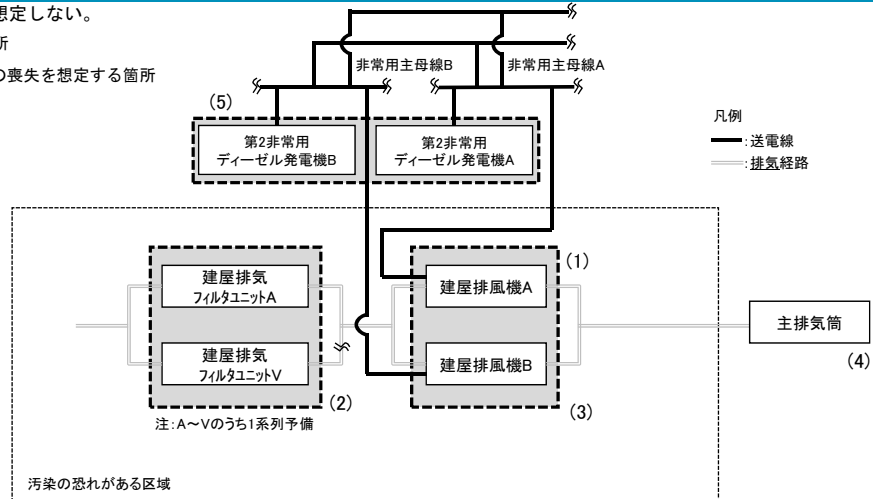 想定しない。
所
の喪失を想定する箇所
非常用主母線B
非常用主母線A
(5)
第2非常用
ディーゼル発電機B
第2非常用
ディーゼル発電機A
凡例
:送電線
:排気経路
建屋排気
フィルタユニットA
建屋排気
フィルタユニットV
(2)
注:A~Vのうち1系列予備
(1)
建屋排風機A
建屋排風機B
(3)
主排気筒
(4)
汚染の恐れがある区域